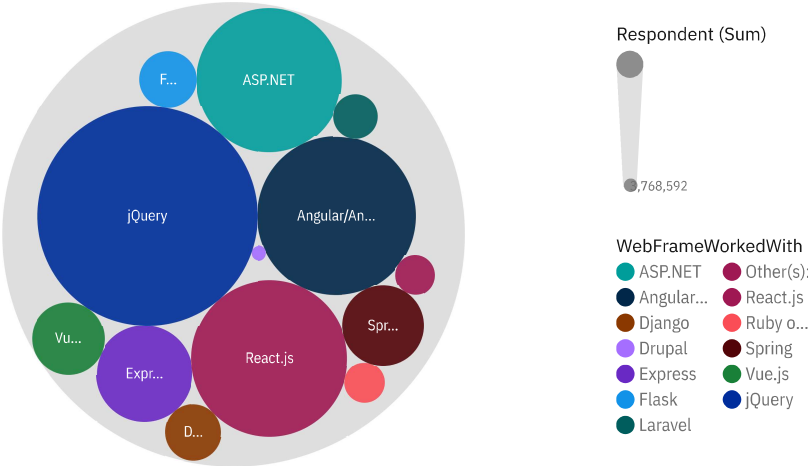 F...
ASP.NET
jQuery
Angular/An...
Vu...
Expr...
React.js
Spr...
D...
Respondent (Sum)
3,768,592
WebFrameWorkedWith
ASP.NET
Angular...
Django
Drupal
Express
Flask
Laravel
Other(s):
React.js
Ruby o...
Spring
Vue.js
jQuery